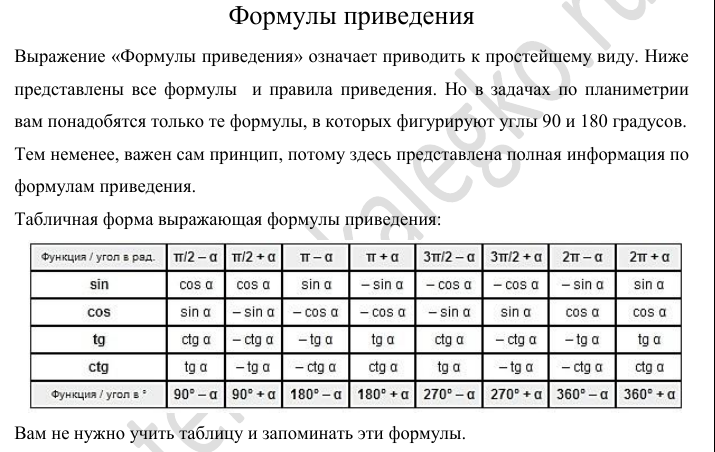 Формулы приведения
Выражение «Формулы приведения» означает приводить к простейшему виду. Ниже
представлены все формулы и правила приведения. Но в задачах по планиметрии
вам понадобятся только те формулы, в которых фигурируют углы 90 и 180 градусов.
Тем неменее, важен сам принцип, потому здесь представлена полная информация по
формулам приведения.
Табличная форма выражающая формулы приведения:
Функция / угол в рад. π/2 – α π/2 + α π – α π + α 3π/2 – α 3π/2 + α 2π – α 2π + α
sin cos α cos α sin α – sin α – cos α – cos α – sin α sin α
cos sin α – sin α – cos α – cos α – sin α sin α cos α cos α
tg ctg α – ctg α – tg α tg α ctg α – ctg α – tg α tg α
ctg tg α – tg α – ctg α ctg α tg α – tg α – ctg α ctg α
Функция / угол в ° 90° – α 90° + α 180° – α 180° + α 270° – α 270° + α 360° – α 360° + α
Вам не нужно учить таблицу и запоминать эти формулы.